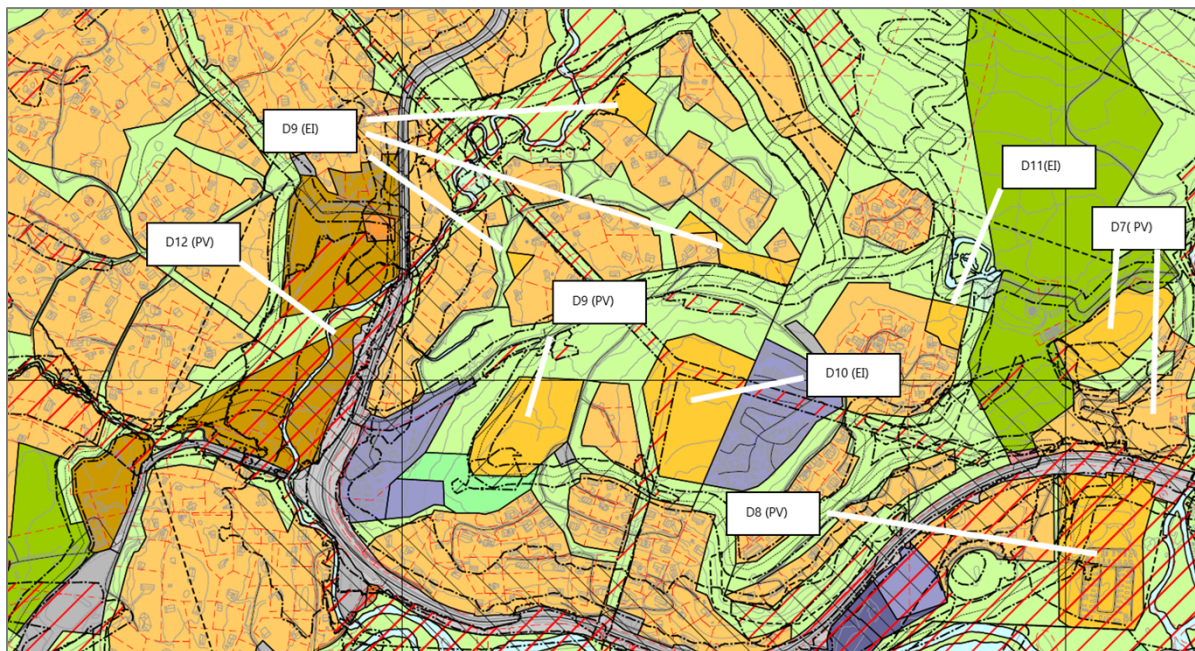 D9 (EI)
D11(EI)
D7( PV)
D12 (PV)
D9 (PV)
D10 (EI)
D8 (PV)